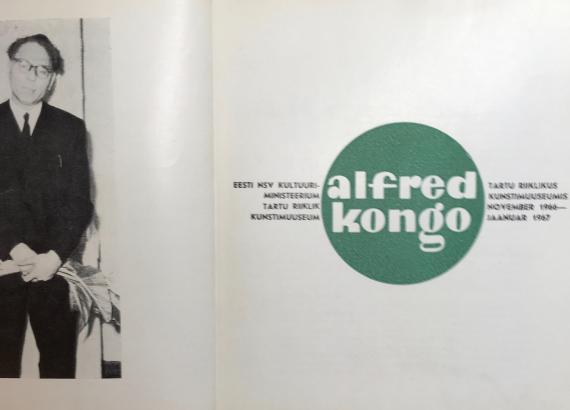 EESTI NSV KULTUURI-
MINISTEERIUM
TARTU RIIKLIK
KUNSTIMUUSEUM
alfred
kongo
TARTU RIIKLIKUS
KUNSTIMUUSEUMIS
NOVEMBER 1966—
JAANUAR 1967